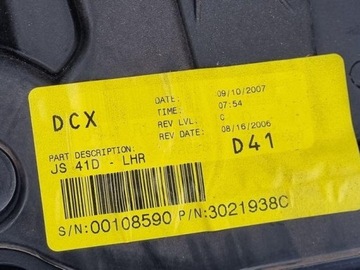 DCX
DATE: 09/10/2007
TIME: 07:54
REV LVL: C
REV DATE: 08/16/2006
PART DESCRIPTION:
JS 41D - LHR
D41
S/N:00108590 P/N:3021938C